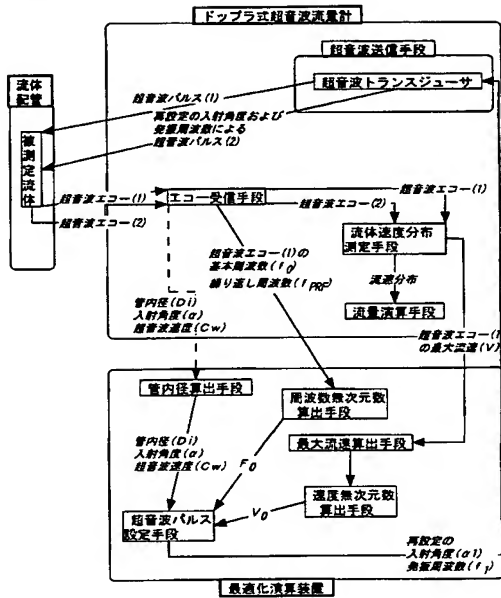 ドップラ式超音波流量計
超音波送信手段
超音波トランスジューサ
流体
配管
被測定流体
超音波パルス(1)
再設定の入射角度および
発振周波数による
超音波パルス(2)
超音波エコー(1)
超音波エコー(2)
エコー受信手段
超音波エコー(1)
超音波エコー(2)
流体速度分布
測定手段
超音波エコー(1)の
基本周波数(f0)
繰り返し周波数(fPRF)
流速分布
流量演算手段
管内径(Di)
入射角度(α)
超音波速度(Cw)
超音波エコー(1)
の最大流速(V)
管内径算出手段
周波数無次元数
算出手段
最大流速算出手段
管内径(Di)
入射角度(α)
超音波速度(Cw)
F0
速度無次元数
算出手段
V0
超音波パルス
設定手段
再設定の
入射角度(α1)
発振周波数(f1)
最適化演算装置